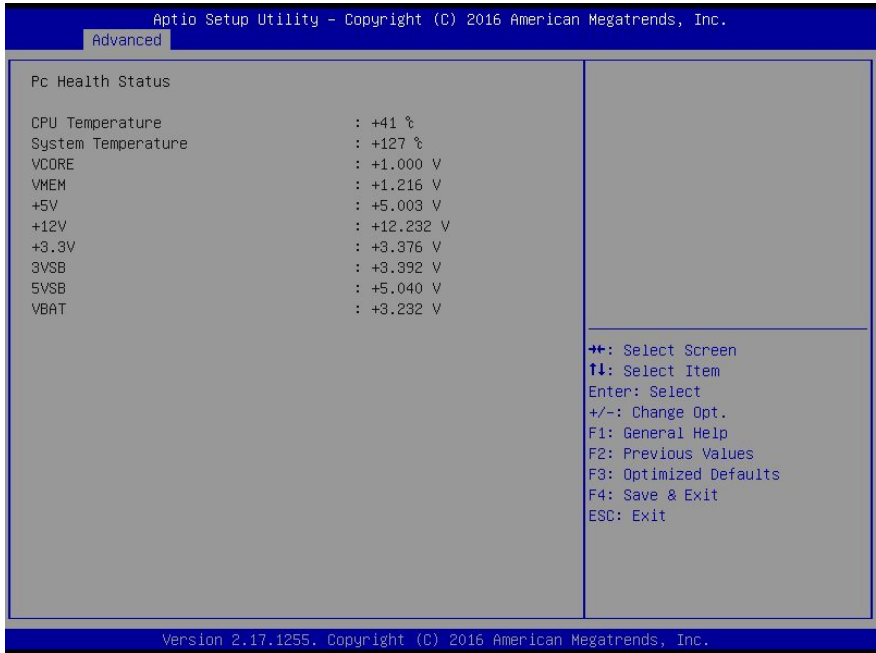 Aptio Setup Utility – Copyright (C) 2016 American Megatrends, Inc.
Advanced
Pc Health Status
CPU Temperature : +41 ℃
System Temperature : +127 ℃
VCORE : +1.000 V
VMEM : +1.216 V
+5V : +5.003 V
+12V : +12.232 V
+3.3V : +3.376 V
3VSB : +3.392 V
5VSB : +5.040 V
VBAT : +3.232 V
→←: Select Screen
↑↓: Select Item
Enter: Select
+/-: Change Opt.
F1: General Help
F2: Previous Values
F3: Optimized Defaults
F4: Save & Exit
ESC: Exit
Version 2.17.1255. Copyright (C) 2016 American Megatrends, Inc.